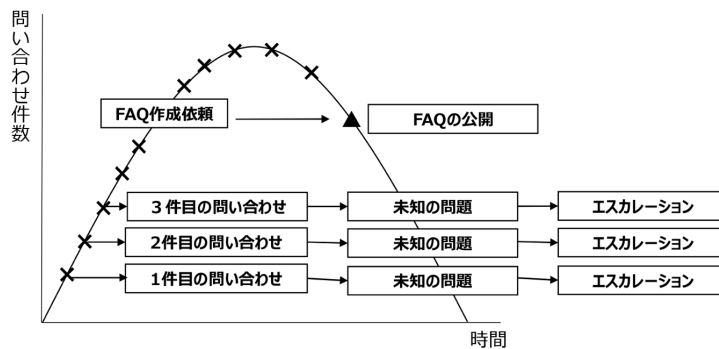 問い合わせ件数
FAQ作成依頼
FAQの公開
３件目の問い合わせ
未知の問題
エスカレーション
2件目の問い合わせ
未知の問題
エスカレーション
1件目の問い合わせ
未知の問題
エスカレーション
時間